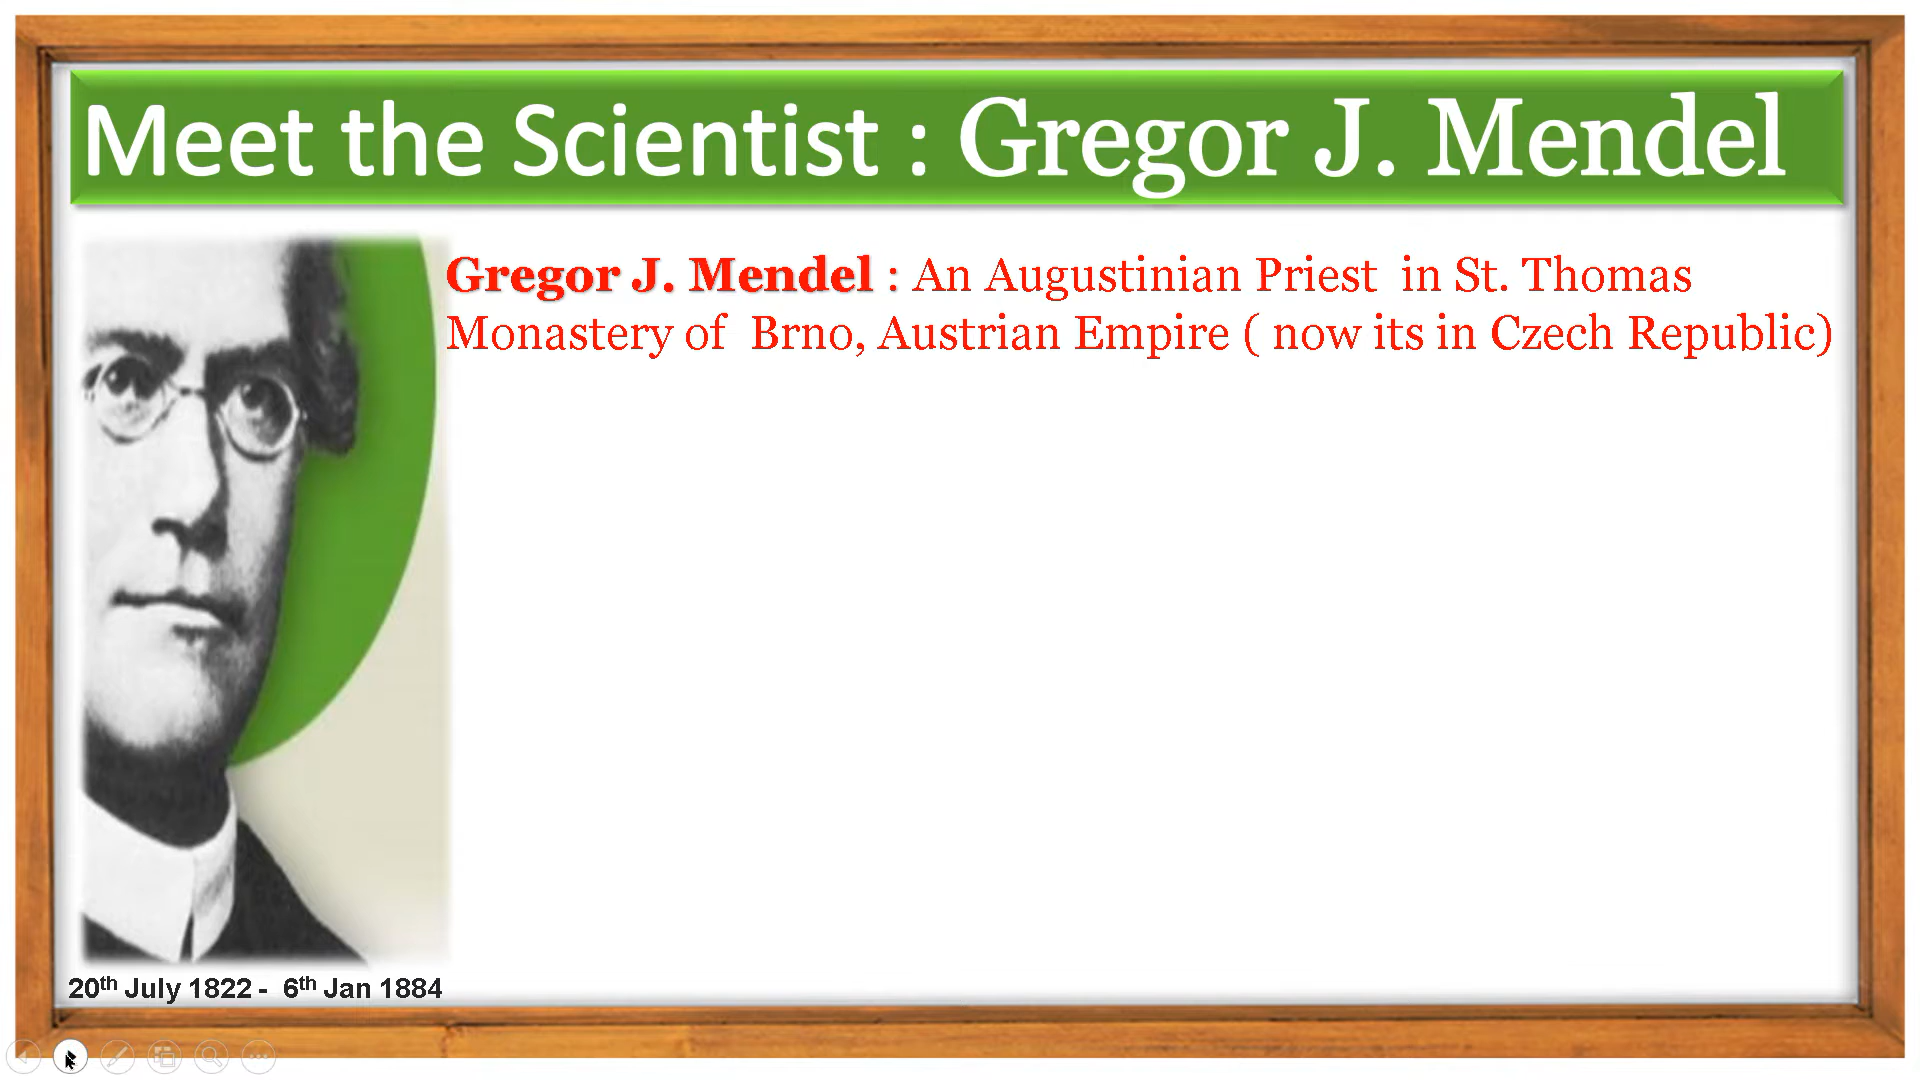 Meet the Scientist : Gregor J. Mendel
Gregor J. Mendel : An Augustinian Priest in St. Thomas
Monastery of Brno, Austrian Empire ( now its in Czech Republic)
20th July 1822 - 6th Jan 1884